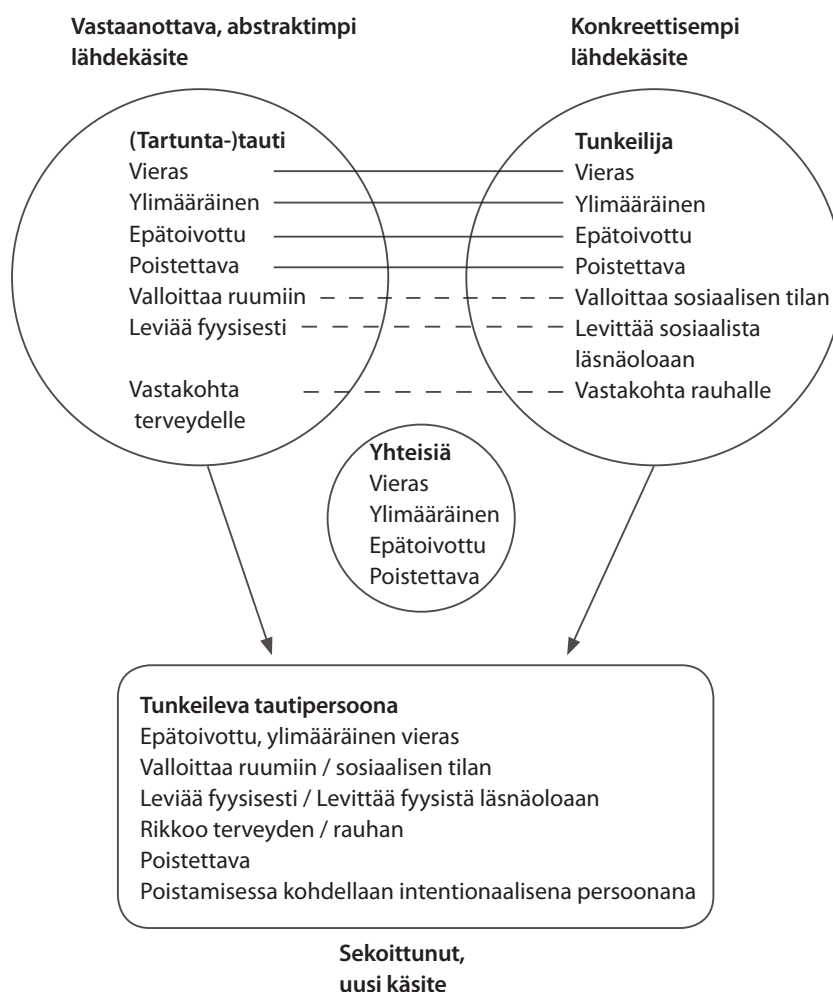 Vastaanottava, abstraktimpi
lähdekäsite
Konkreettisempi
lähdekäsite
(Tartunta-)tauti
Vieras
Ylimääräinen
Epätoivottu
Poistettava
Valloittaa ruumiin
Leviää fyysisesti
Vastakohta
terveydelle
Tunkeilija
Vieras
Ylimääräinen
Epätoivottu
Poistettava
Valloittaa sosiaalisen tilan
Levittää sosiaalista
läsnäoloaan
Vastakohta rauhalle
Yhteisiä
Vieras
Ylimääräinen
Epätoivottu
Poistettava
Tunkeileva tautipersoona
Epätoivottu, ylimääräinen vieras
Valloittaa ruumiin / sosiaalisen tilan
Leviää fyysisesti / Levittää fyysistä läsnäoloaan
Rikkoo terveyden / rauhan
Poistettava
Poistamisessa kohdellaan intentionaalisena persoonana
Sekoittunut,
uusi käsite